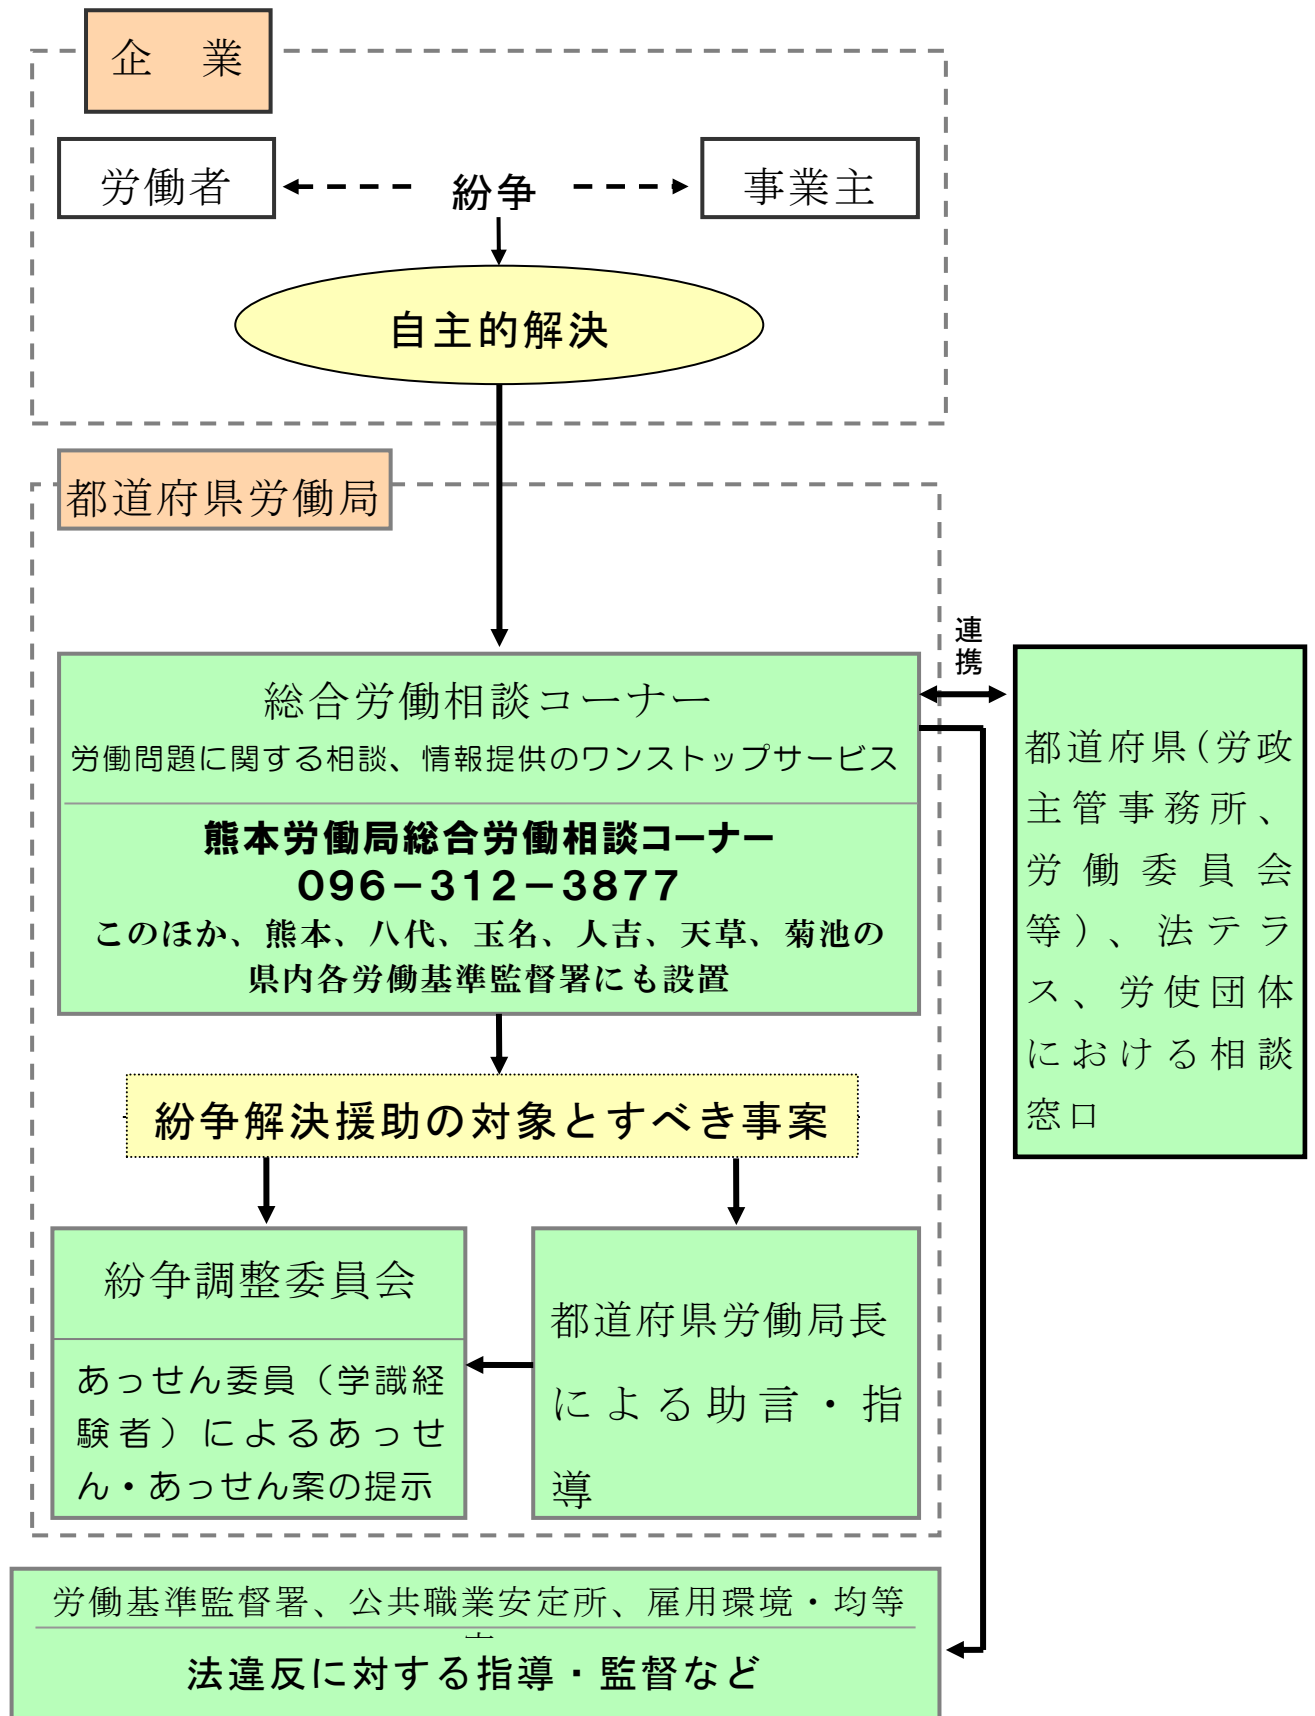 企　業
労働者
紛争
事業主
自主的解決
都道府県労働局
連携
総合労働相談コーナー
労働問題に関する相談、情報提供のワンストップサービス
熊本労働局総合労働相談コーナー
０９６－３１２－３８７７
このほか、熊本、八代、玉名、人吉、天草、菊池の
県内各労働基準監督署にも設置
都道府県（労政
主管事務所、
労働委員会
等）、法テラ
ス、労使団体
における相談
窓口
紛争解決援助の対象とすべき事案
紛争調整委員会
あっせん委員（学識経
験者）によるあっせ
ん・あっせん案の提示
都道府県労働局長
による助言・指
導
労働基準監督署、公共職業安定所、雇用環境・均等
法違反に対する指導・監督など